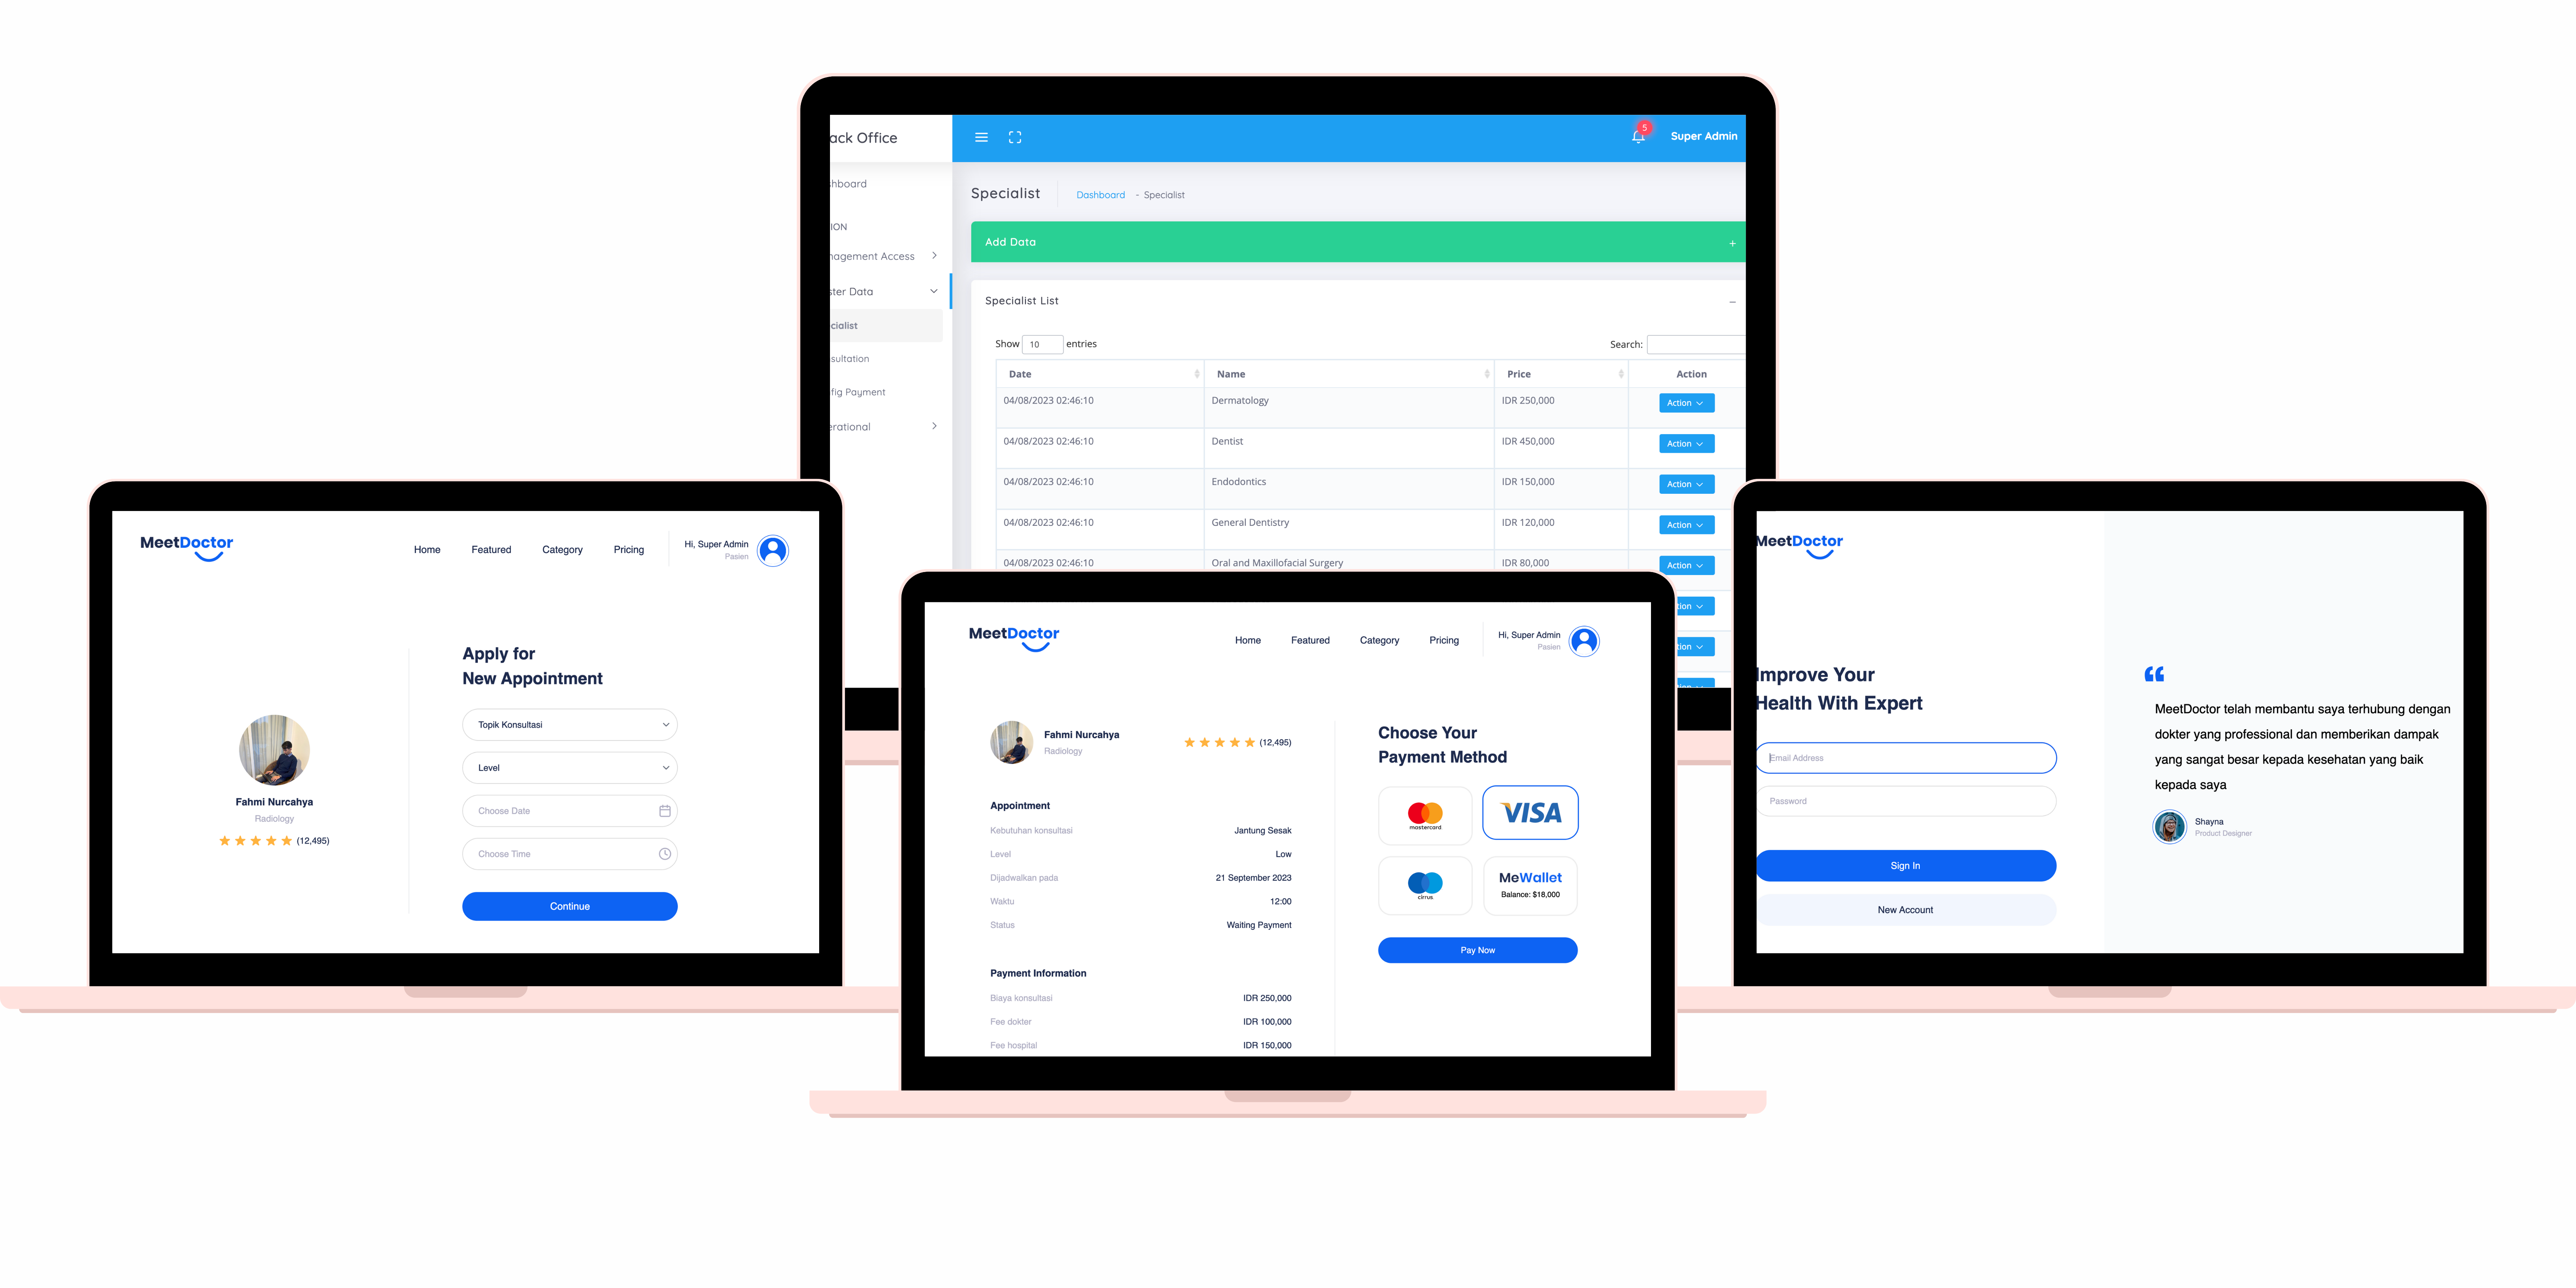 ack Office
5
Super Admin
hboard
Specialist
Dashboard - Specialist
ION
Add Data +
nagement Access
ster Data
Specialist List
cialist
Show 10 entries
Search:
sultation
Date Name Price Action
fig Payment
04/08/2023 02:46:10 Dermatology IDR 250,000 Action
erational
04/08/2023 02:46:10 Dentist IDR 450,000 Action
04/08/2023 02:46:10 Endodontics IDR 150,000 Action
04/08/2023 02:46:10 General Dentistry IDR 120,000 Action
04/08/2023 02:46:10 Oral and Maxillofacial Surgery IDR 80,000 Action
tion
tion
MeetDoctor
Home Featured Category Pricing
Hi, Super Admin
Pasien
Apply for
New Appointment
Fahmi Nurcahya
Radiology
(12,495)
Topik Konsultasi
Level
Choose Date
Choose Time
Continue
MeetDoctor
Home Featured Category Pricing
Hi, Super Admin
Pasien
Fahmi Nurcahya
Radiology
(12,495)
Appointment
Kebutuhan konsultasi Jantung Sesak
Level Low
Dijadwalkan pada 21 September 2023
Waktu 12:00
Status Waiting Payment
Payment Information
Biaya konsultasi IDR 250,000
Fee dokter IDR 100,000
Fee hospital IDR 150,000
Choose Your
Payment Method
mastercard
VISA
cirrus
MeWallet
Balance: $18,000
Pay Now
MeetDoctor
Improve Your
Health With Expert
Email Address
Password
Sign In
New Account
“
MeetDoctor telah membantu saya terhubung dengan
dokter yang professional dan memberikan dampak
yang sangat besar kepada kesehatan yang baik
kepada saya
Shayna
Product Designer